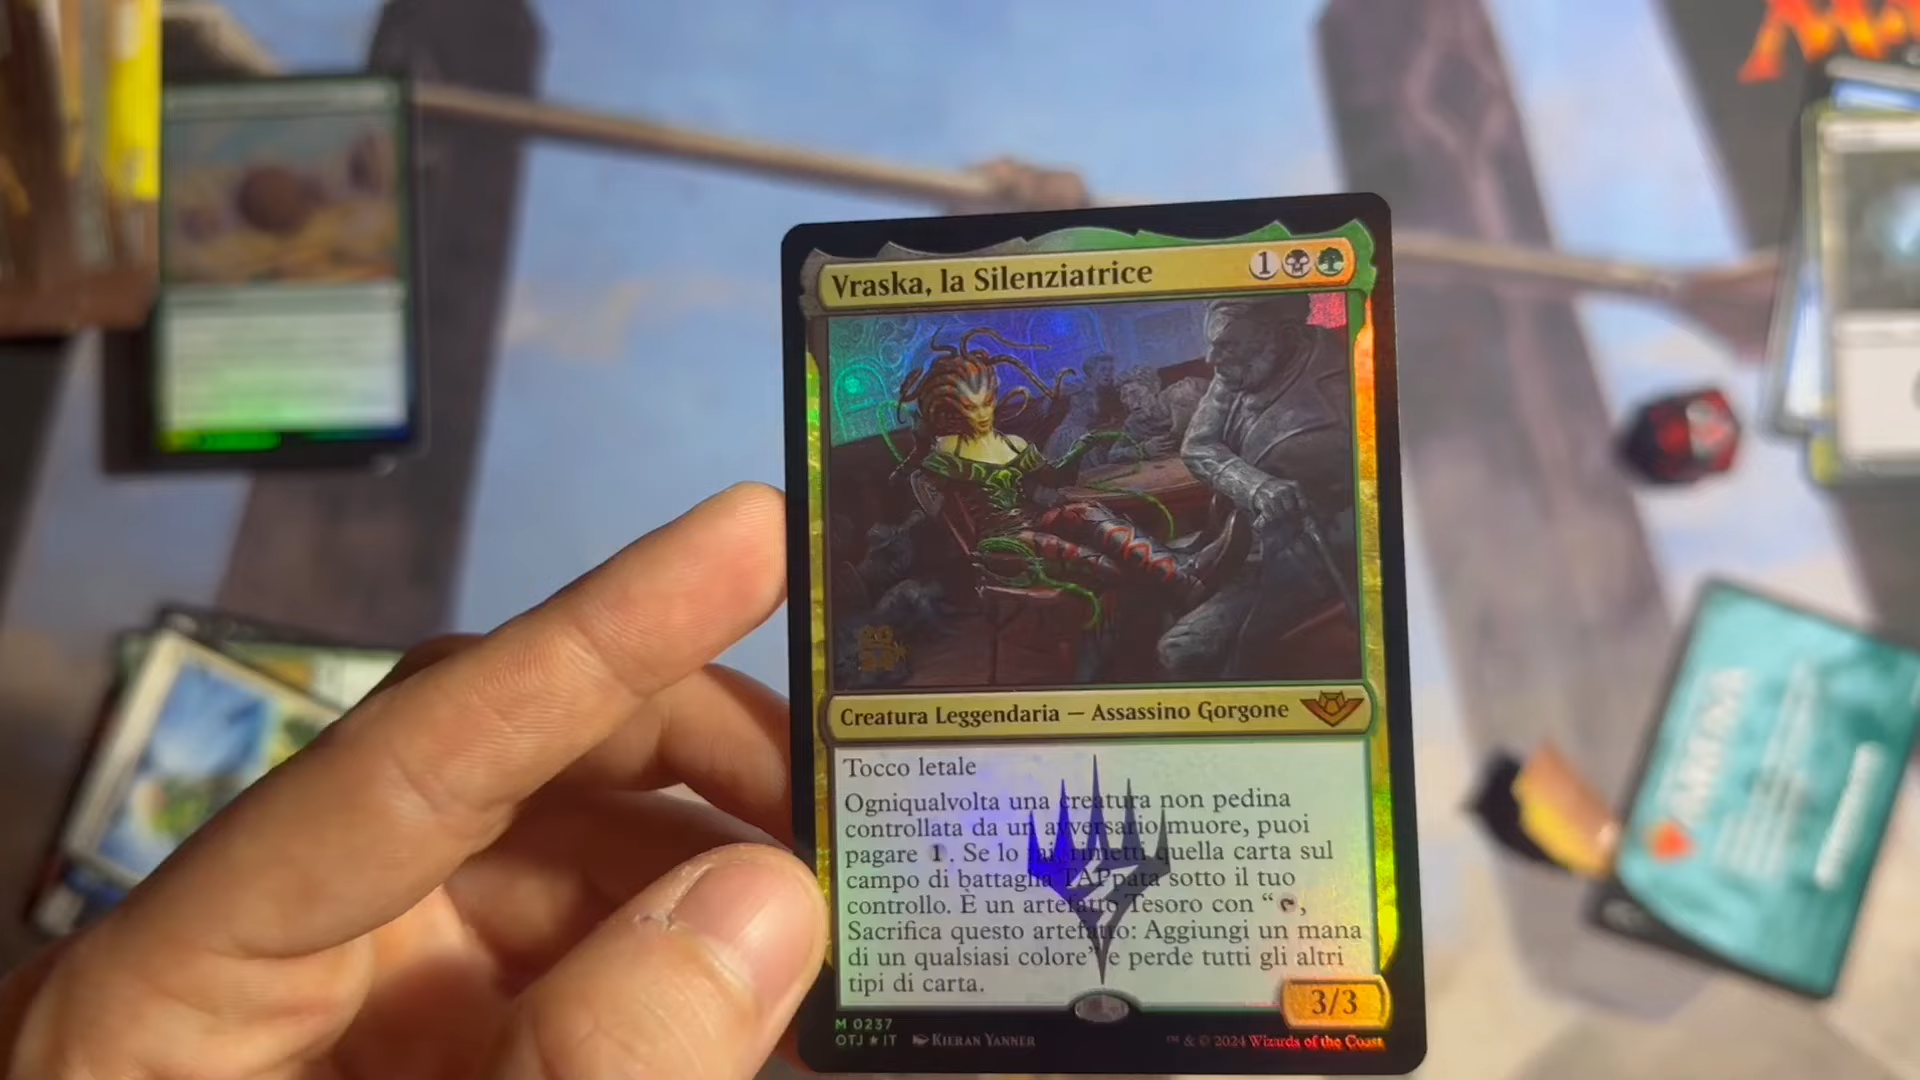 Vraska, la Silenziatrice 1
Creatura Leggendaria — Assassino Gorgone
Tocco letale
Ogniqualvolta una creatura non pedina
controllata da un avversario muore, puoi
pagare 1. Se lo fai, rimetti quella carta sul
campo di battaglia TAPpata sotto il tuo
controllo. È un artefatto Tesoro con “ ,
Sacrifica questo artefatto: Aggiungi un mana
di un qualsiasi colore” e perde tutti gli altri
tipi di carta.
3/3
M 0237
OTJ ★ IT Kieran Yanner
™ & © 2024 Wizards of the Coast